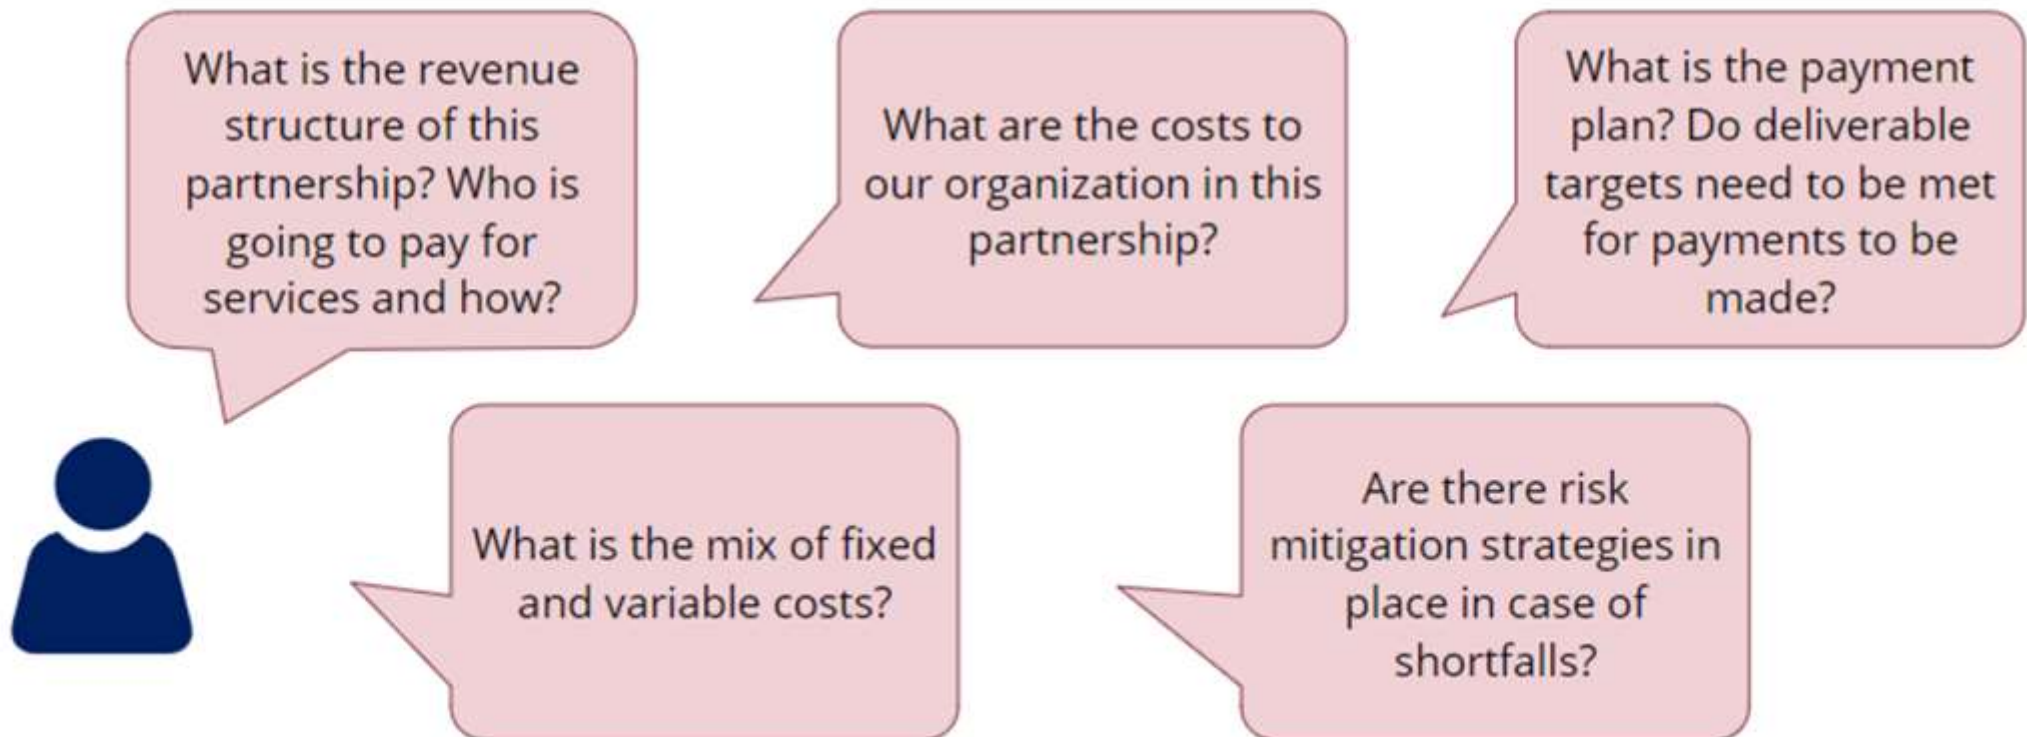 What is the revenue
structure of this
partnership? Who is
going to pay for
services and how?
What are the costs to
our organization in this
partnership?
What is the payment
plan? Do deliverable
targets need to be met
for payments to be
made?
What is the mix of fixed
and variable costs?
Are there risk
mitigation strategies in
place in case of
shortfalls?